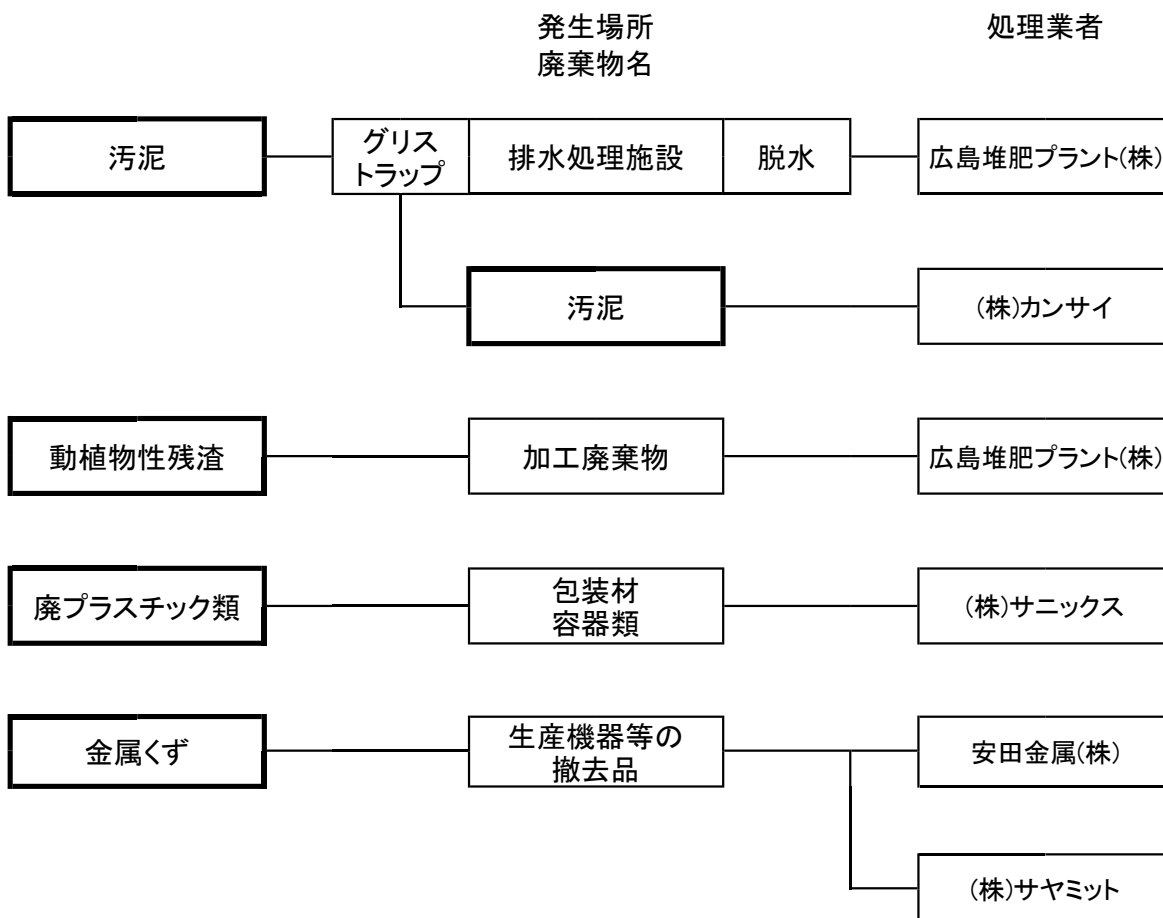 発生場所
廃棄物名
処理業者
汚泥
グリス
トラップ
排水処理施設
脱水
広島堆肥プラント(株)
汚泥
(株)カンサイ
動植物性残渣
加工廃棄物
広島堆肥プラント(株)
廃プラスチック類
包装材
容器類
(株)サニックス
金属くず
生産機器等の
撤去品
安田金属(株)
(株)サヤミット